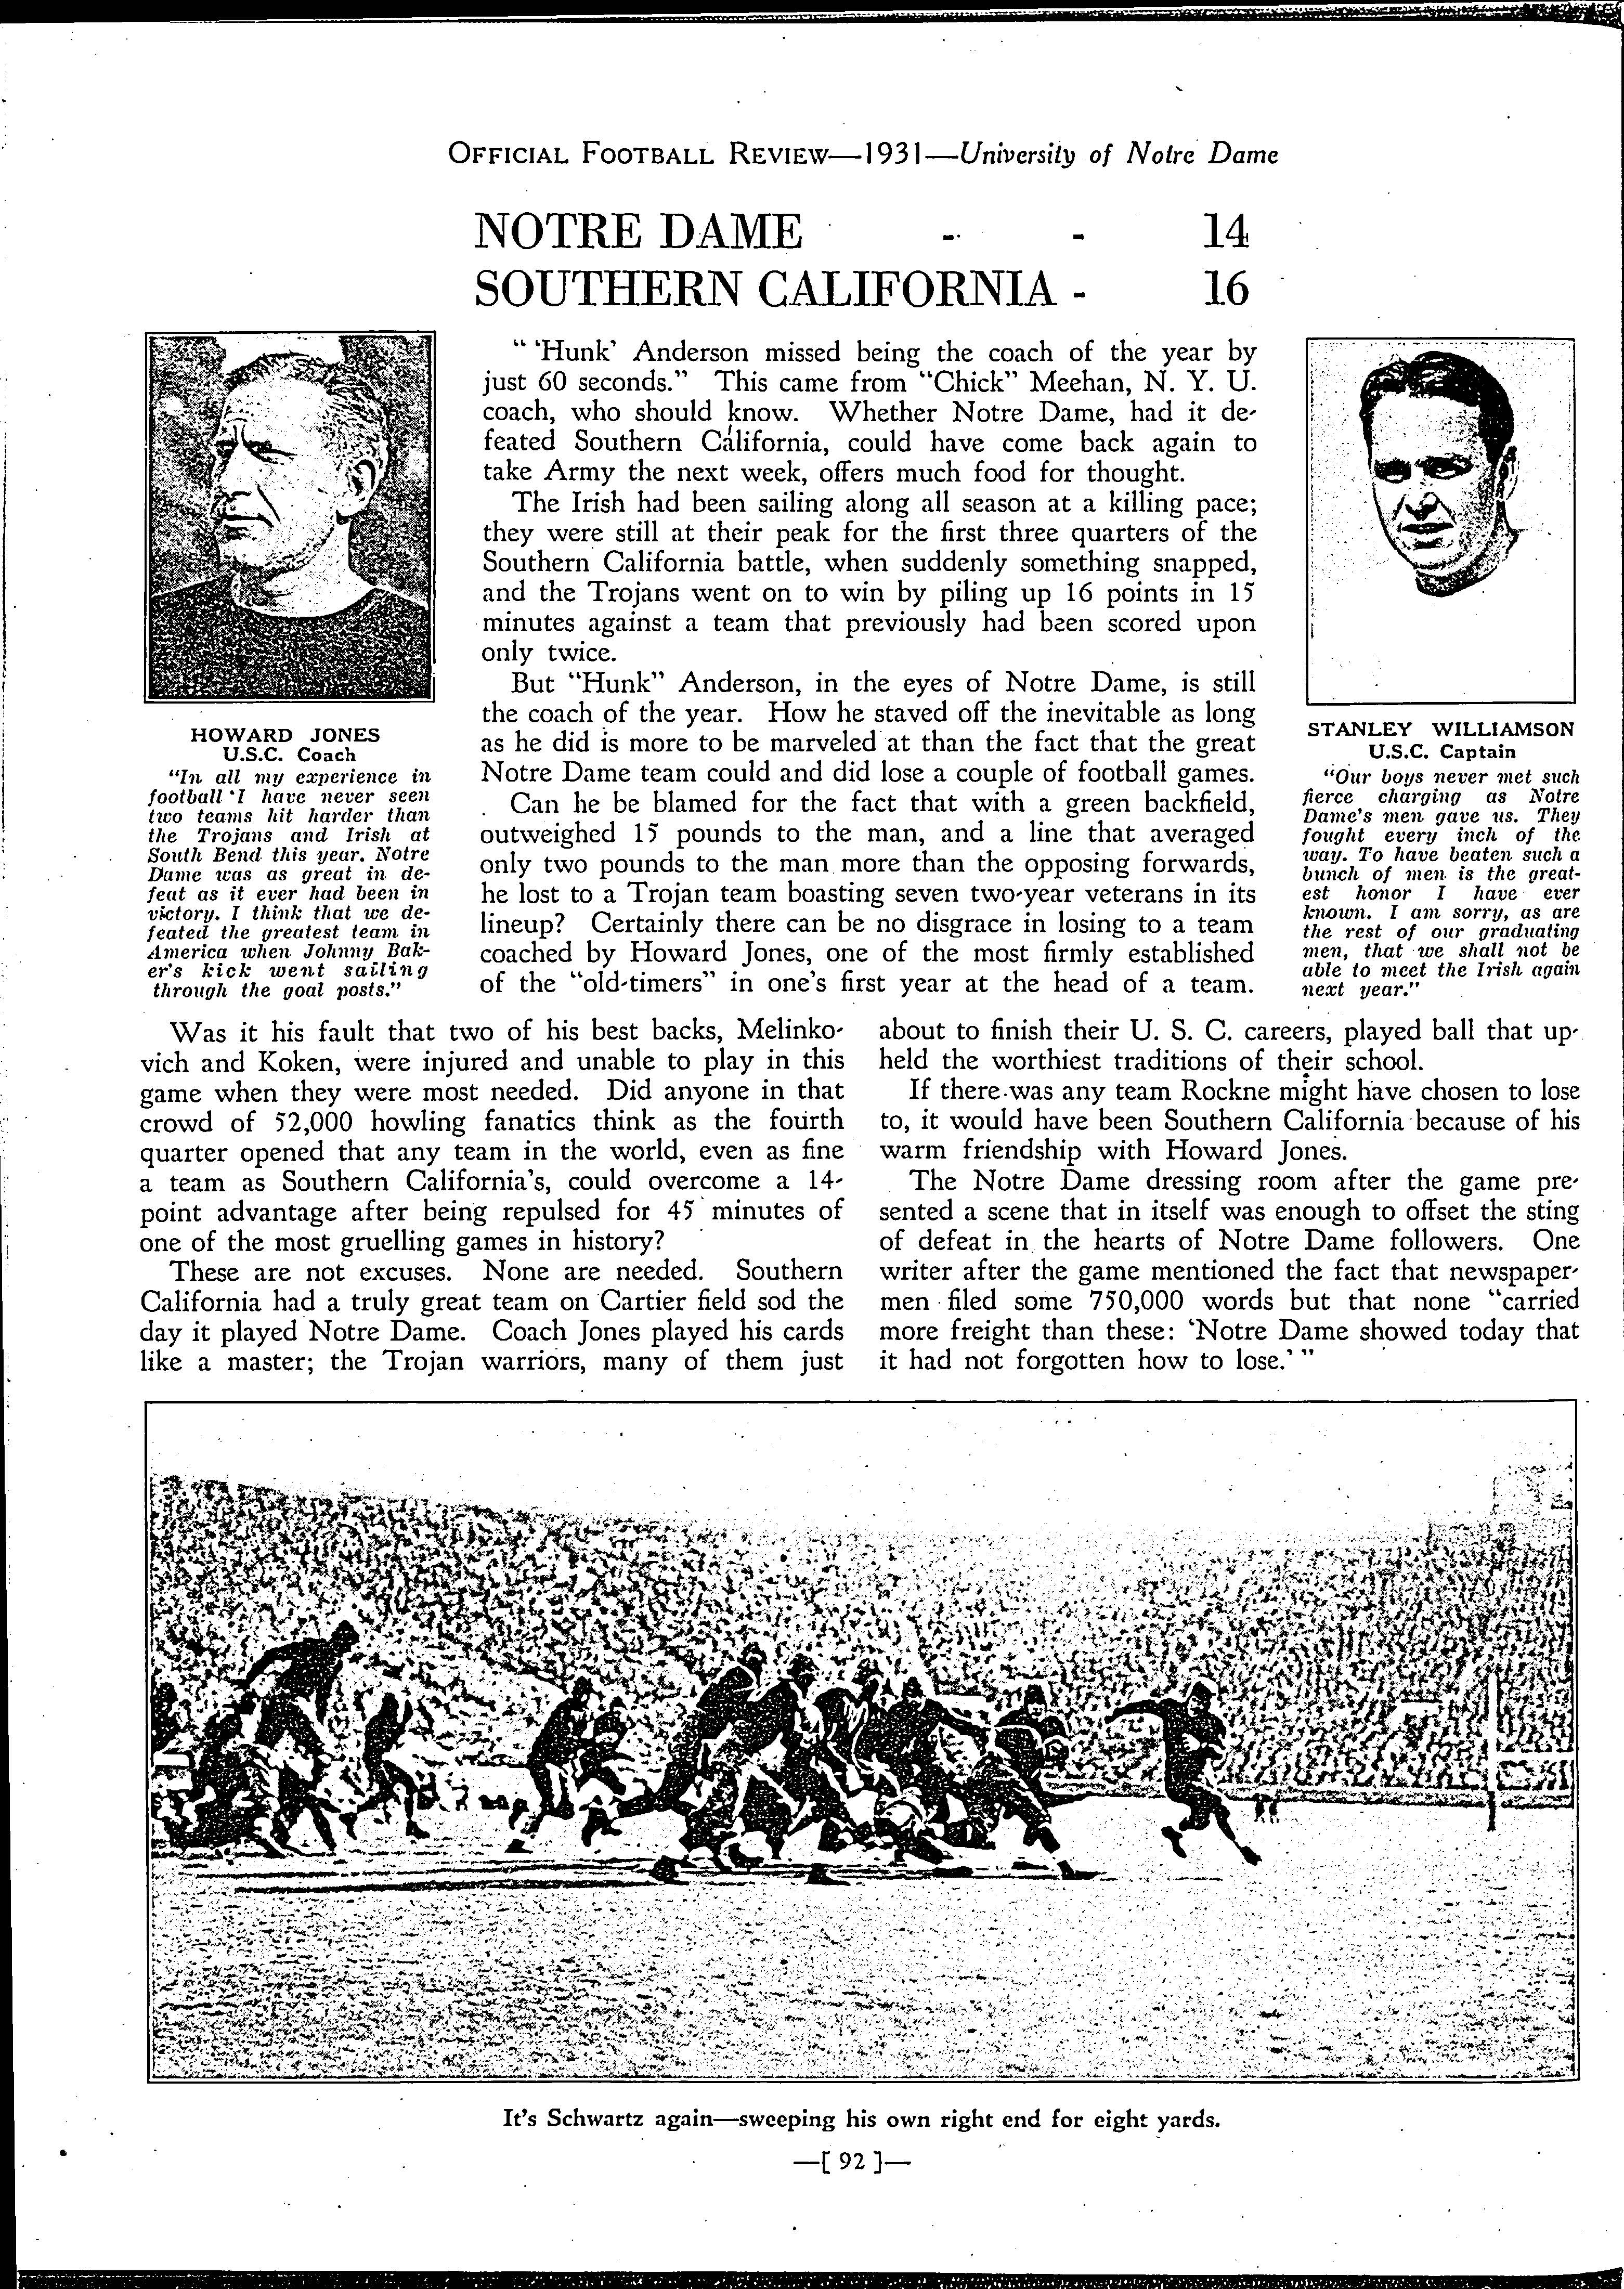 OFFICIAL FOOTBALL REVIEW—1931—University of Notre Dame
NOTRE DAME - - 14
SOUTHERN CALIFORNIA - 16
HOWARD JONES
U.S.C. Coach
"In all my experience in
football I have never seen
two teams hit harder than
the Trojans and Irish at
South Bend this year. Notre
Dame was as great in de-
feat as it ever had been in
victory. I think that we de-
feated the greatest team in
America when Johnny Bak-
er's kick went sailing
through the goal posts."
" 'Hunk' Anderson missed being the coach of the year by
just 60 seconds." This came from "Chick" Meehan, N. Y. U.
coach, who should know. Whether Notre Dame, had it de-
feated Southern California, could have come back again to
take Army the next week, offers much food for thought.
The Irish had been sailing along all season at a killing pace;
they were still at their peak for the first three quarters of the
Southern California battle, when suddenly something snapped,
and the Trojans went on to win by piling up 16 points in 15
minutes against a team that previously had been scored upon
only twice.
But "Hunk" Anderson, in the eyes of Notre Dame, is still
the coach of the year. How he staved off the inevitable as long
as he did is more to be marveled at than the fact that the great
Notre Dame team could and did lose a couple of football games.
Can he be blamed for the fact that with a green backfield,
outweighed 15 pounds to the man, and a line that averaged
only two pounds to the man more than the opposing forwards,
he lost to a Trojan team boasting seven two-year veterans in its
lineup? Certainly there can be no disgrace in losing to a team
coached by Howard Jones, one of the most firmly established
of the "old-timers" in one's first year at the head of a team.
STANLEY WILLIAMSON
U.S.C. Captain
"Our boys never met such
fierce charging as Notre
Dame's men gave us. They
fought every inch of the
way. To have beaten such a
bunch of men is the great-
est honor I have ever
known. I am sorry, as are
the rest of our graduating
men, that we shall not be
able to meet the Irish again
next year."
Was it his fault that two of his best backs, Melinko-
vich and Koken, were injured and unable to play in this
game when they were most needed. Did anyone in that
crowd of 52,000 howling fanatics think as the fourth
quarter opened that any team in the world, even as fine
a team as Southern California's, could overcome a 14-
point advantage after being repulsed for 45 minutes of
one of the most gruelling games in history?
These are not excuses. None are needed. Southern
California had a truly great team on Cartier field sod the
day it played Notre Dame. Coach Jones played his cards
like a master; the Trojan warriors, many of them just
about to finish their U. S. C. careers, played ball that up-
held the worthiest traditions of their school.
If there was any team Rockne might have chosen to lose
to, it would have been Southern California because of his
warm friendship with Howard Jones.
The Notre Dame dressing room after the game pre-
sented a scene that in itself was enough to offset the sting
of defeat in the hearts of Notre Dame followers. One
writer after the game mentioned the fact that newspaper-
men filed some 750,000 words but that none "carried
more freight than these: 'Notre Dame showed today that
it had not forgotten how to lose.' "
It's Schwartz again—sweeping his own right end for eight yards.
—[ 92 ]—